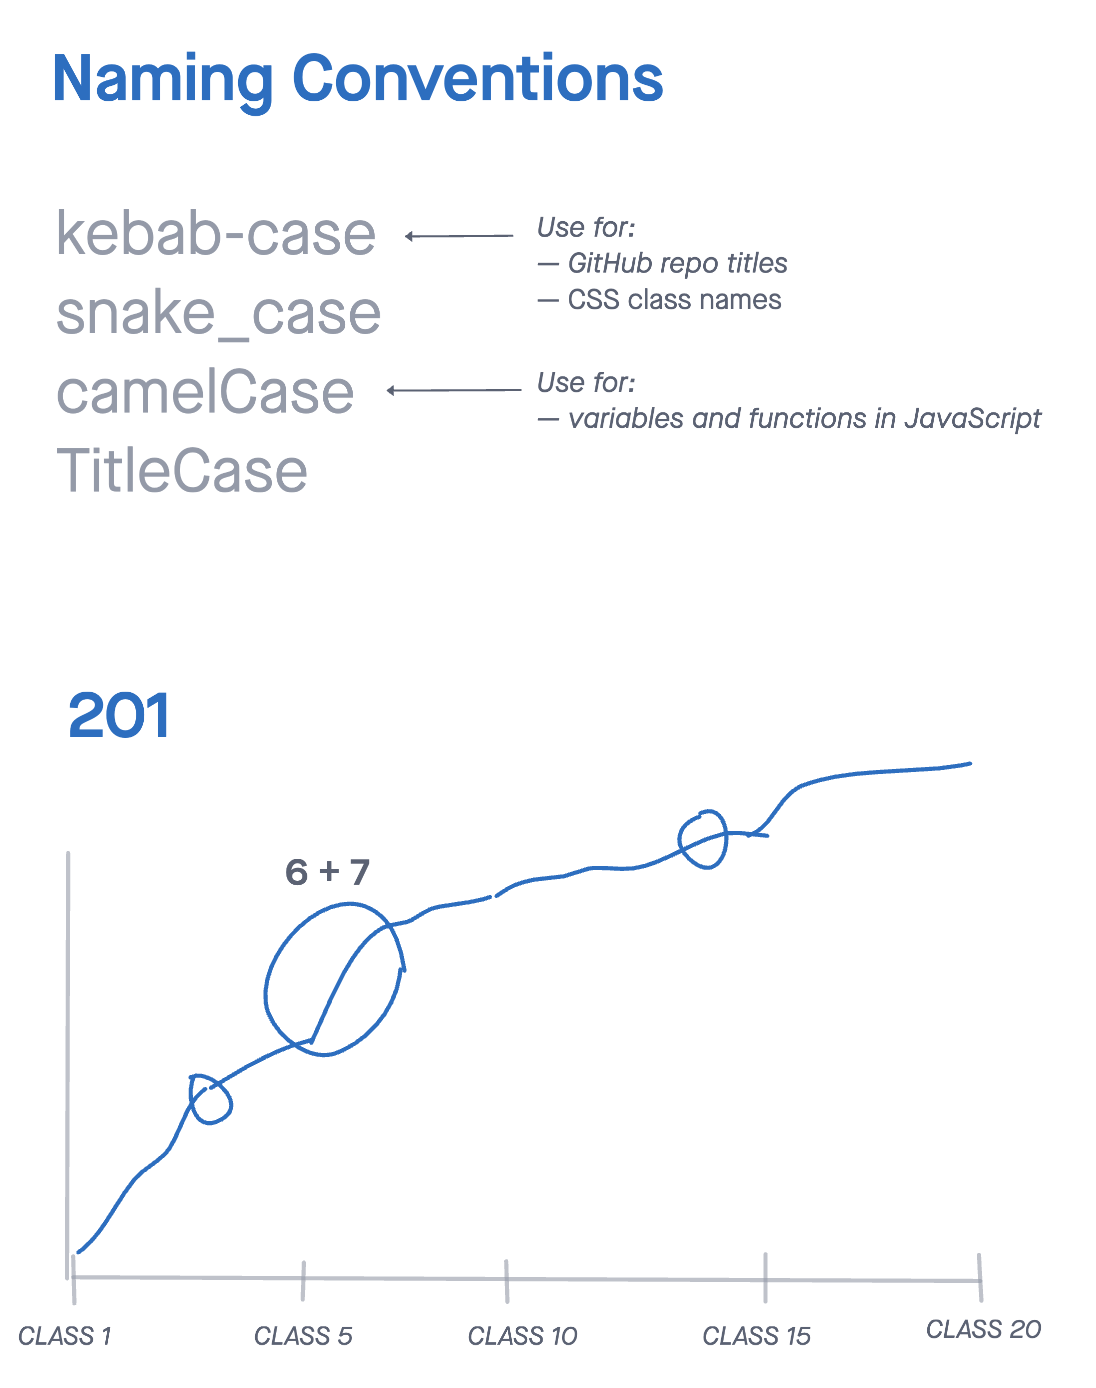 Naming Conventions
kebab-case
Use for:
— GitHub repo titles
— CSS class names
snake_case
camelCase
Use for:
— variables and functions in JavaScript
TitleCase
201
6 + 7
CLASS 1
CLASS 5
CLASS 10
CLASS 15
CLASS 20